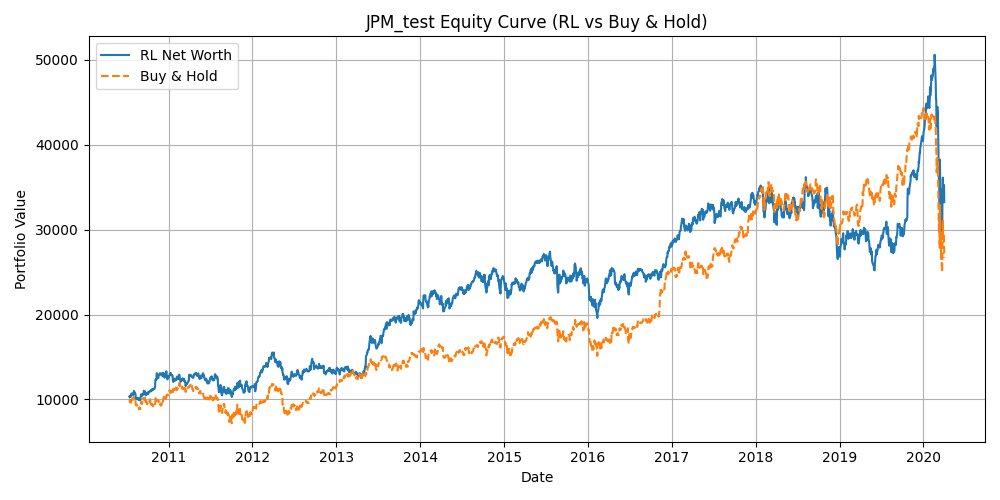 JPM_test Equity Curve (RL vs Buy & Hold)
RL Net Worth
Buy & Hold
Portfolio Value
50000
40000
30000
20000
10000
2011 2012 2013 2014 2015 2016 2017 2018 2019 2020
Date